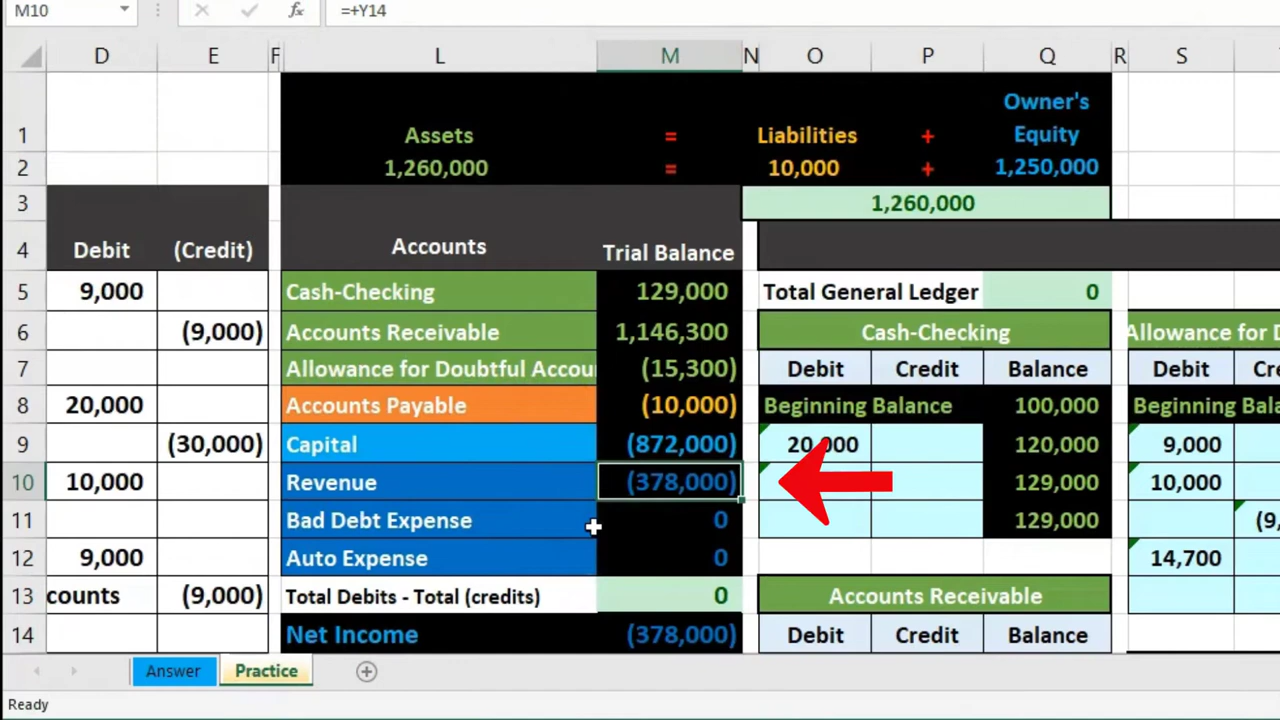 M10 fx =+Y14
D E F L M N O P Q R S
Owner's
1 Assets = Liabilities + Equity
2 1,260,000 = 10,000 + 1,250,000
3 1,260,000
4 Debit (Credit) Accounts Trial Balance
5 9,000 Cash-Checking 129,000 Total General Ledger 0
6 (9,000) Accounts Receivable 1,146,300 Cash-Checking Allowance for D
7 Allowance for Doubtful Accou (15,300) Debit Credit Balance Debit Cre
8 20,000 Accounts Payable (10,000) Beginning Balance 100,000 Beginning Bala
9 (30,000) Capital (872,000) 20,000 120,000 9,000
10 10,000 Revenue (378,000) 129,000 10,000
11 Bad Debt Expense 0 129,000 (9,
12 9,000 Auto Expense 0 14,700
13 counts (9,000) Total Debits - Total (credits) 0 Accounts Receivable
14 Net Income (378,000) Debit Credit Balance
Answer Practice
Ready